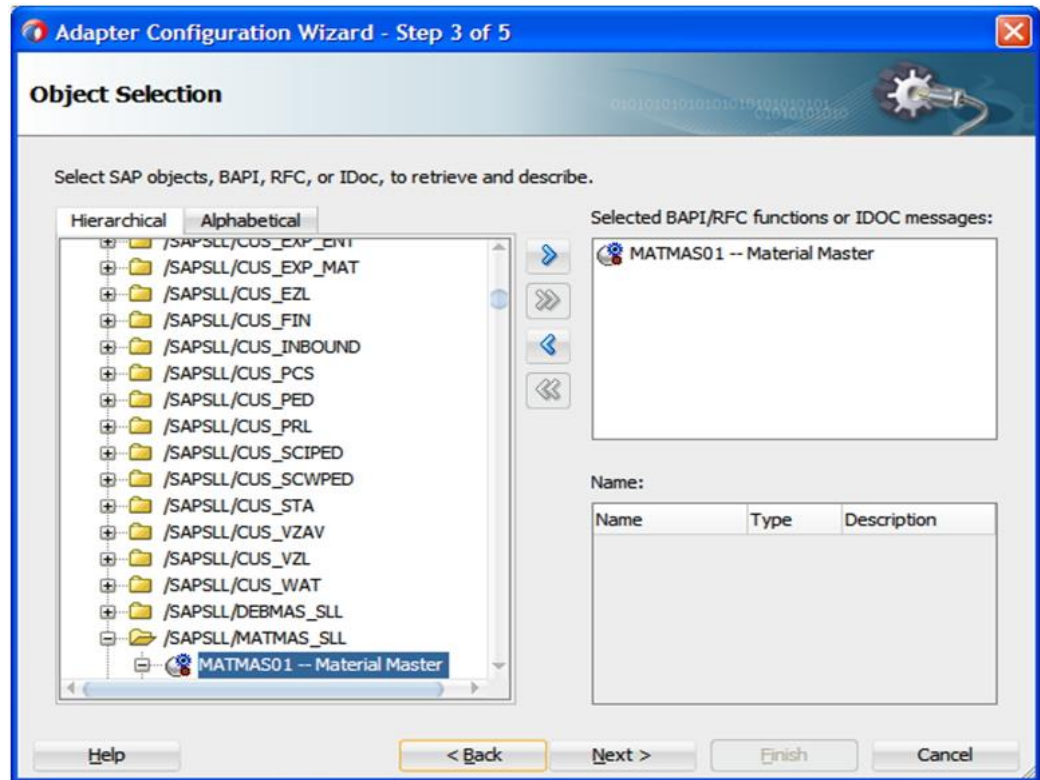 Adapter Configuration Wizard - Step 3 of 5
Object Selection
Select SAP objects, BAPI, RFC, or IDoc, to retrieve and describe.
Hierarchical Alphabetical
/SAPSLL/CUS_EXP_ENT
/SAPSLL/CUS_EXP_MAT
/SAPSLL/CUS_EZL
/SAPSLL/CUS_FIN
/SAPSLL/CUS_INBOUND
/SAPSLL/CUS_PCS
/SAPSLL/CUS_PED
/SAPSLL/CUS_PRL
/SAPSLL/CUS_SCIPED
/SAPSLL/CUS_SCWPED
/SAPSLL/CUS_STA
/SAPSLL/CUS_VZAV
/SAPSLL/CUS_VZL
/SAPSLL/CUS_WAT
/SAPSLL/DEBMAS_SLL
/SAPSLL/MATMAS_SLL
MATMAS01 -- Material Master
Selected BAPI/RFC functions or IDOC messages:
MATMAS01 -- Material Master
Name:
Name Type Description
Help < Back Next > Finish Cancel